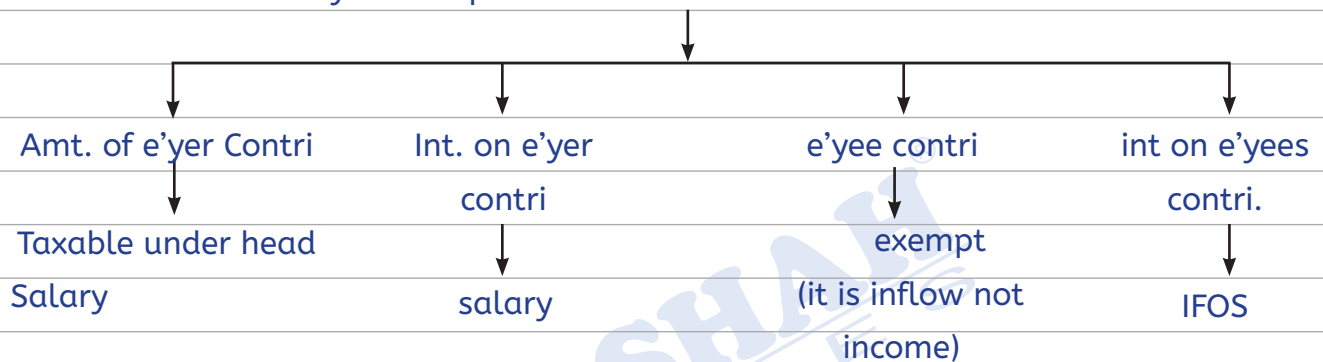 Amt. of e'yer Contri
Taxable under head
Salary
Int. on e'yer
contri
salary
e'yee contri
exempt
(it is inflow not
income)
int on e'yees
contri.
IFOS
SHAH